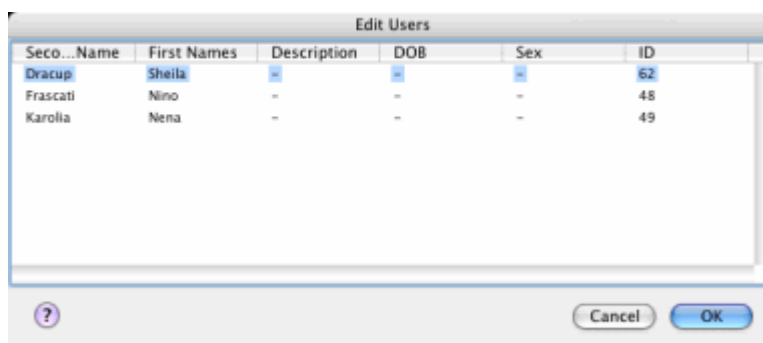 Edit Users
Seco...Name First Names Description DOB Sex ID
Dracup Sheila - - - 62
Frascati Nino - - - 48
Karolia Nena - - - 49
? Cancel OK